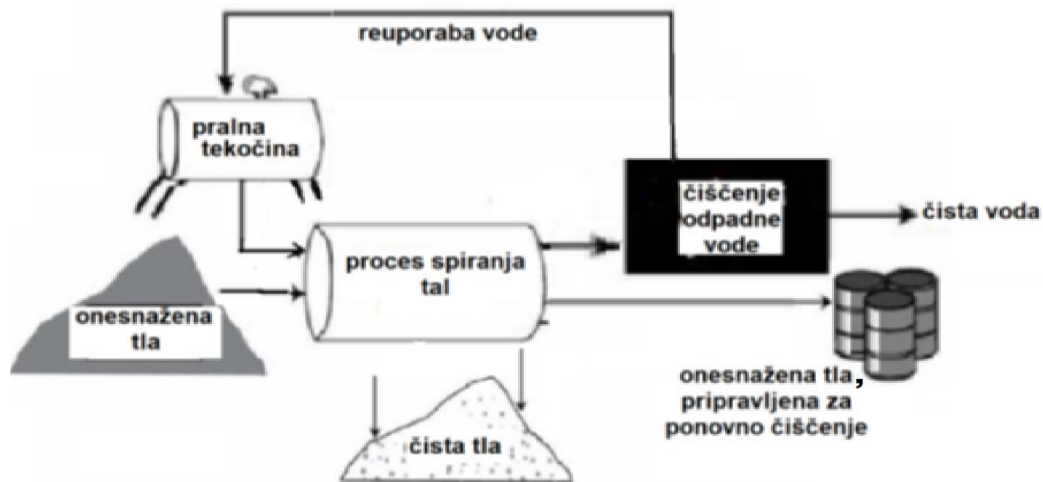 reuporaba vode
pralna
tekočina
čiščenje
odpadne
vode
čista voda
proces spiranja
tal
onesnažena
tla
onesnažena tla,
pripravljena za
ponovno čiščenje
čista tla